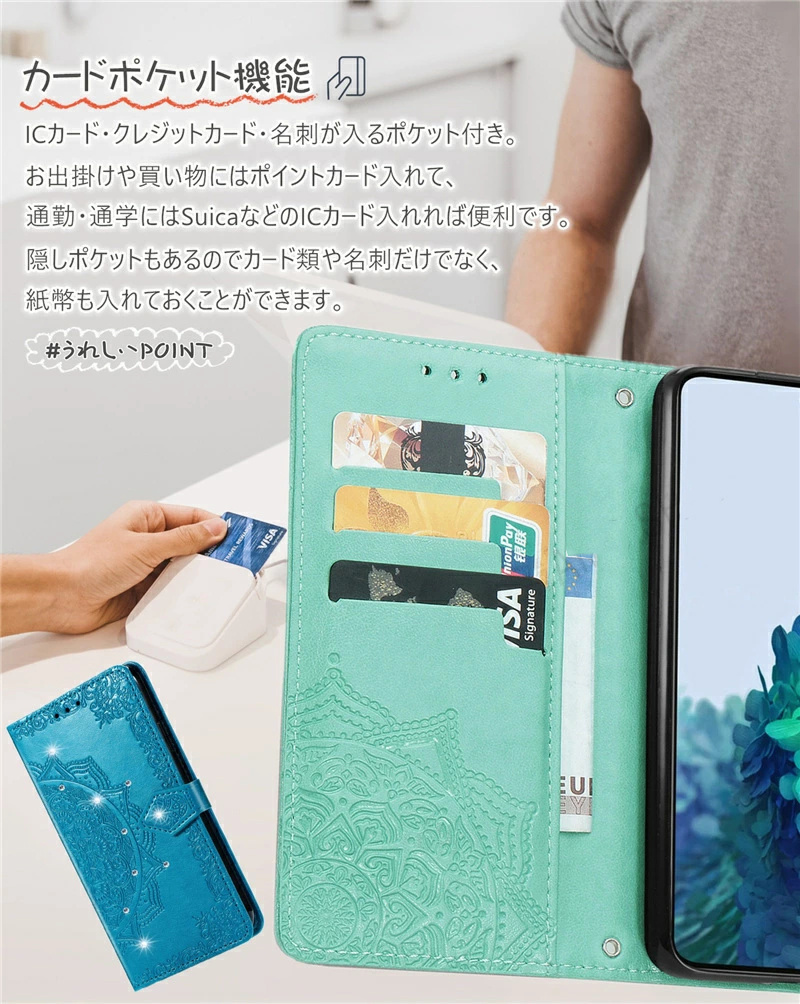 カードポケット機能
ICカード・クレジットカード・名刺が入るポケット付き。
お出掛けや買い物にはポイントカード入れて、
通勤・通学にはSuicaなどのICカード入れれば便利です。
隠しポケットもあるのでカード類や名刺だけでなく、
紙幣も入れておくことができます。
#うれしいPOINT
VISA
UnionPay
银联
VISA
Signature
EU
EY